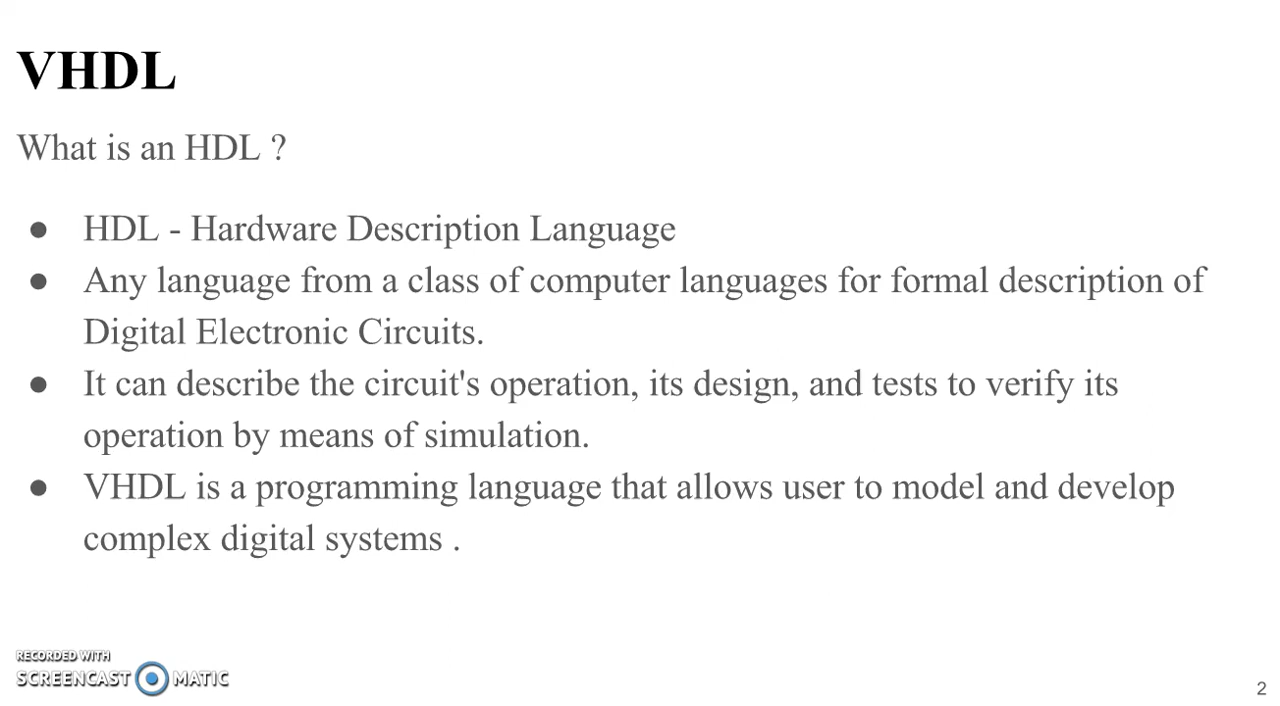 VHDL
What is an HDL ?
● HDL - Hardware Description Language
● Any language from a class of computer languages for formal description of
Digital Electronic Circuits.
● It can describe the circuit's operation, its design, and tests to verify its
operation by means of simulation.
● VHDL is a programming language that allows user to model and develop
complex digital systems .
RECORDED WITH
SCREENCAST MATIC
2